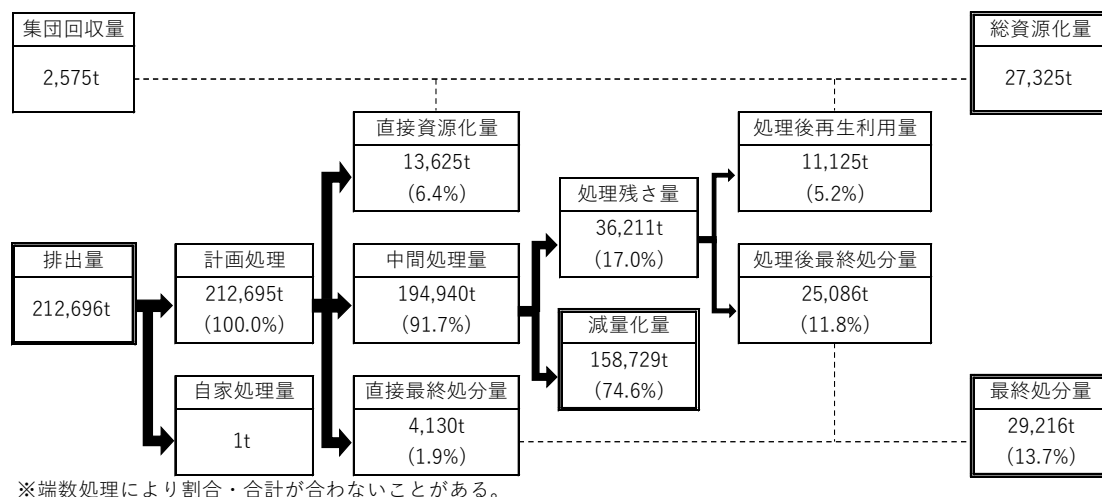 集団回収量
2,575t
総資源化量
27,325t
直接資源化量
13,625t
(6.4%)
処理後再生利用量
11,125t
(5.2%)
処理残さ量
36,211t
(17.0%)
排出量
212,696t
計画処理
212,695t
(100.0%)
中間処理量
194,940t
(91.7%)
処理後最終処分量
25,086t
(11.8%)
減量化量
158,729t
(74.6%)
自家処理量
1t
直接最終処分量
4,130t
(1.9%)
最終処分量
29,216t
(13.7%)
※端数処理により割合・合計が合わないことがある。